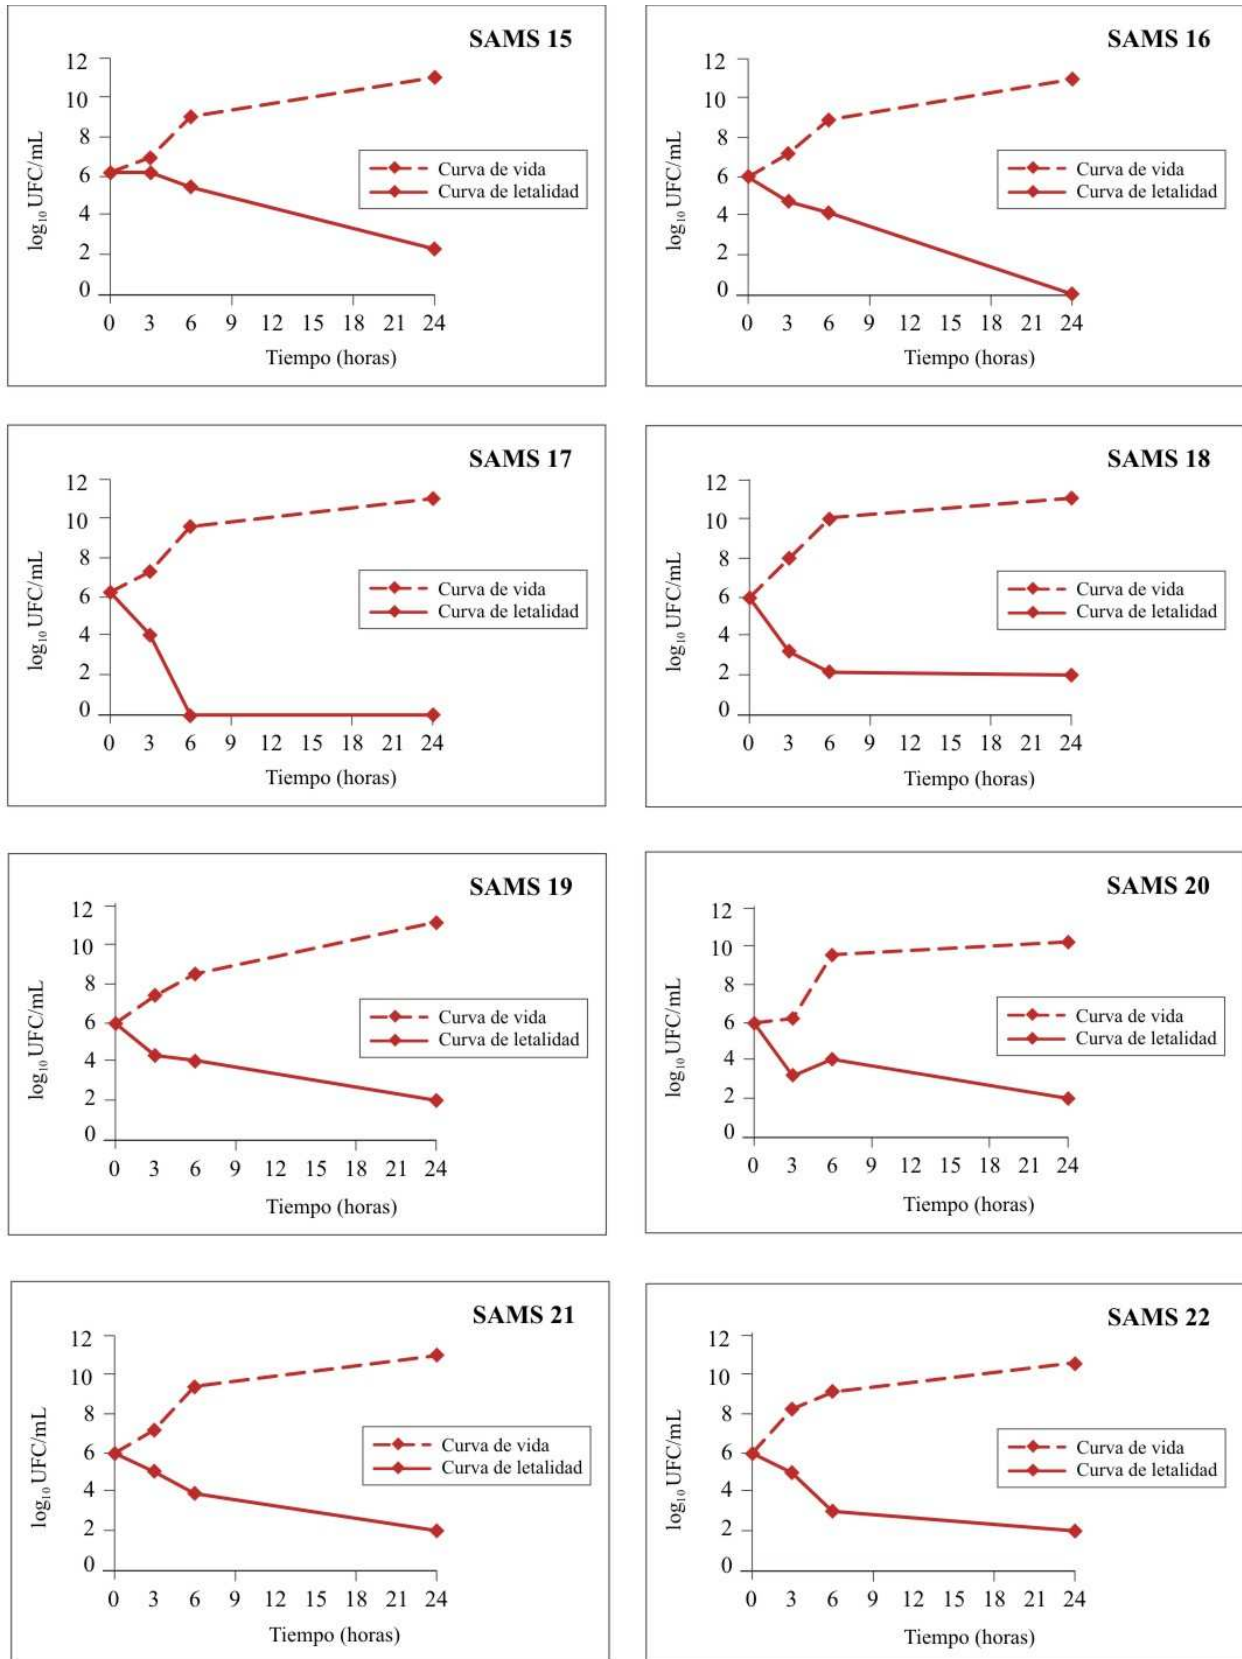 SAMS 15
12
10
8
6
4
2
0
log₁₀ UFC/mL
Curva de vida
Curva de letalidad
0 3 6 9 12 15 18 21 24
Tiempo (horas)
SAMS 16
12
10
8
6
4
2
0
log₁₀ UFC/mL
Curva de vida
Curva de letalidad
0 3 6 9 12 15 18 21 24
Tiempo (horas)
SAMS 17
12
10
8
6
4
2
0
log₁₀ UFC/mL
Curva de vida
Curva de letalidad
0 3 6 9 12 15 18 21 24
Tiempo (horas)
SAMS 18
12
10
8
6
4
2
0
log₁₀ UFC/mL
Curva de vida
Curva de letalidad
0 3 6 9 12 15 18 21 24
Tiempo (horas)
SAMS 19
12
10
8
6
4
2
0
log₁₀ UFC/mL
Curva de vida
Curva de letalidad
0 3 6 9 12 15 18 21 24
Tiempo (horas)
SAMS 20
12
10
8
6
4
2
0
log₁₀ UFC/mL
Curva de vida
Curva de letalidad
0 3 6 9 12 15 18 21 24
Tiempo (horas)
SAMS 21
12
10
8
6
4
2
0
log₁₀ UFC/mL
Curva de vida
Curva de letalidad
0 3 6 9 12 15 18 21 24
Tiempo (horas)
SAMS 22
12
10
8
6
4
2
0
log₁₀ UFC/mL
Curva de vida
Curva de letalidad
0 3 6 9 12 15 18 21 24
Tiempo (horas)